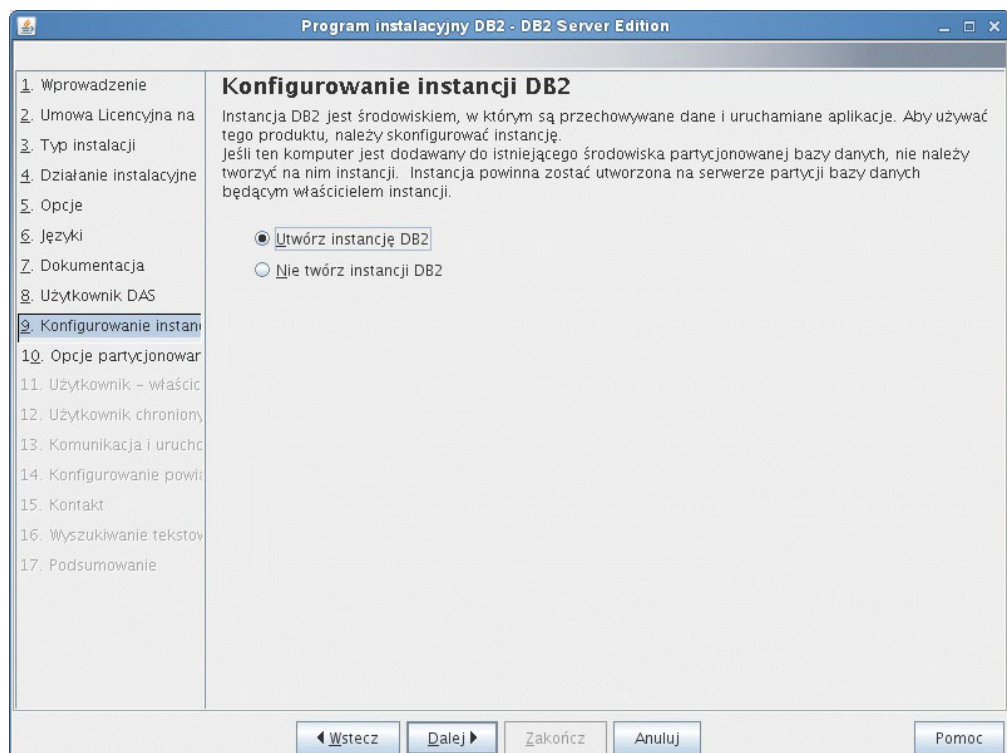 Program instalacyjny DB2 - DB2 Server Edition
1. Wprowadzenie
2. Umowa Licencyjna na
3. Typ instalacji
4. Działanie instalacyjne
5. Opcje
6. Języki
7. Dokumentacja
8. Użytkownik DAS
9. Konfigurowanie instan
10. Opcje partycjonowar
11. Użytkownik – właścic
12. Użytkownik chroniony
13. Komunikacja i urucho
14. Konfigurowanie powia
15. Kontakt
16. Wyszukiwanie tekstow
17. Podsumowanie
Konfigurowanie instancji DB2
Instancja DB2 jest środowiskiem, w którym są przechowywane dane i uruchamiane aplikacje. Aby używać
tego produktu, należy skonfigurować instancję.
Jeśli ten komputer jest dodawany do istniejącego środowiska partycjonowanej bazy danych, nie należy
tworzyć na nim instancji. Instancja powinna zostać utworzona na serwerze partycji bazy danych
będącym właścicielem instancji.
Utwórz instancję DB2
Nie twórz instancji DB2
Wstecz
Dalej
Zakończ
Anuluj
Pomoc